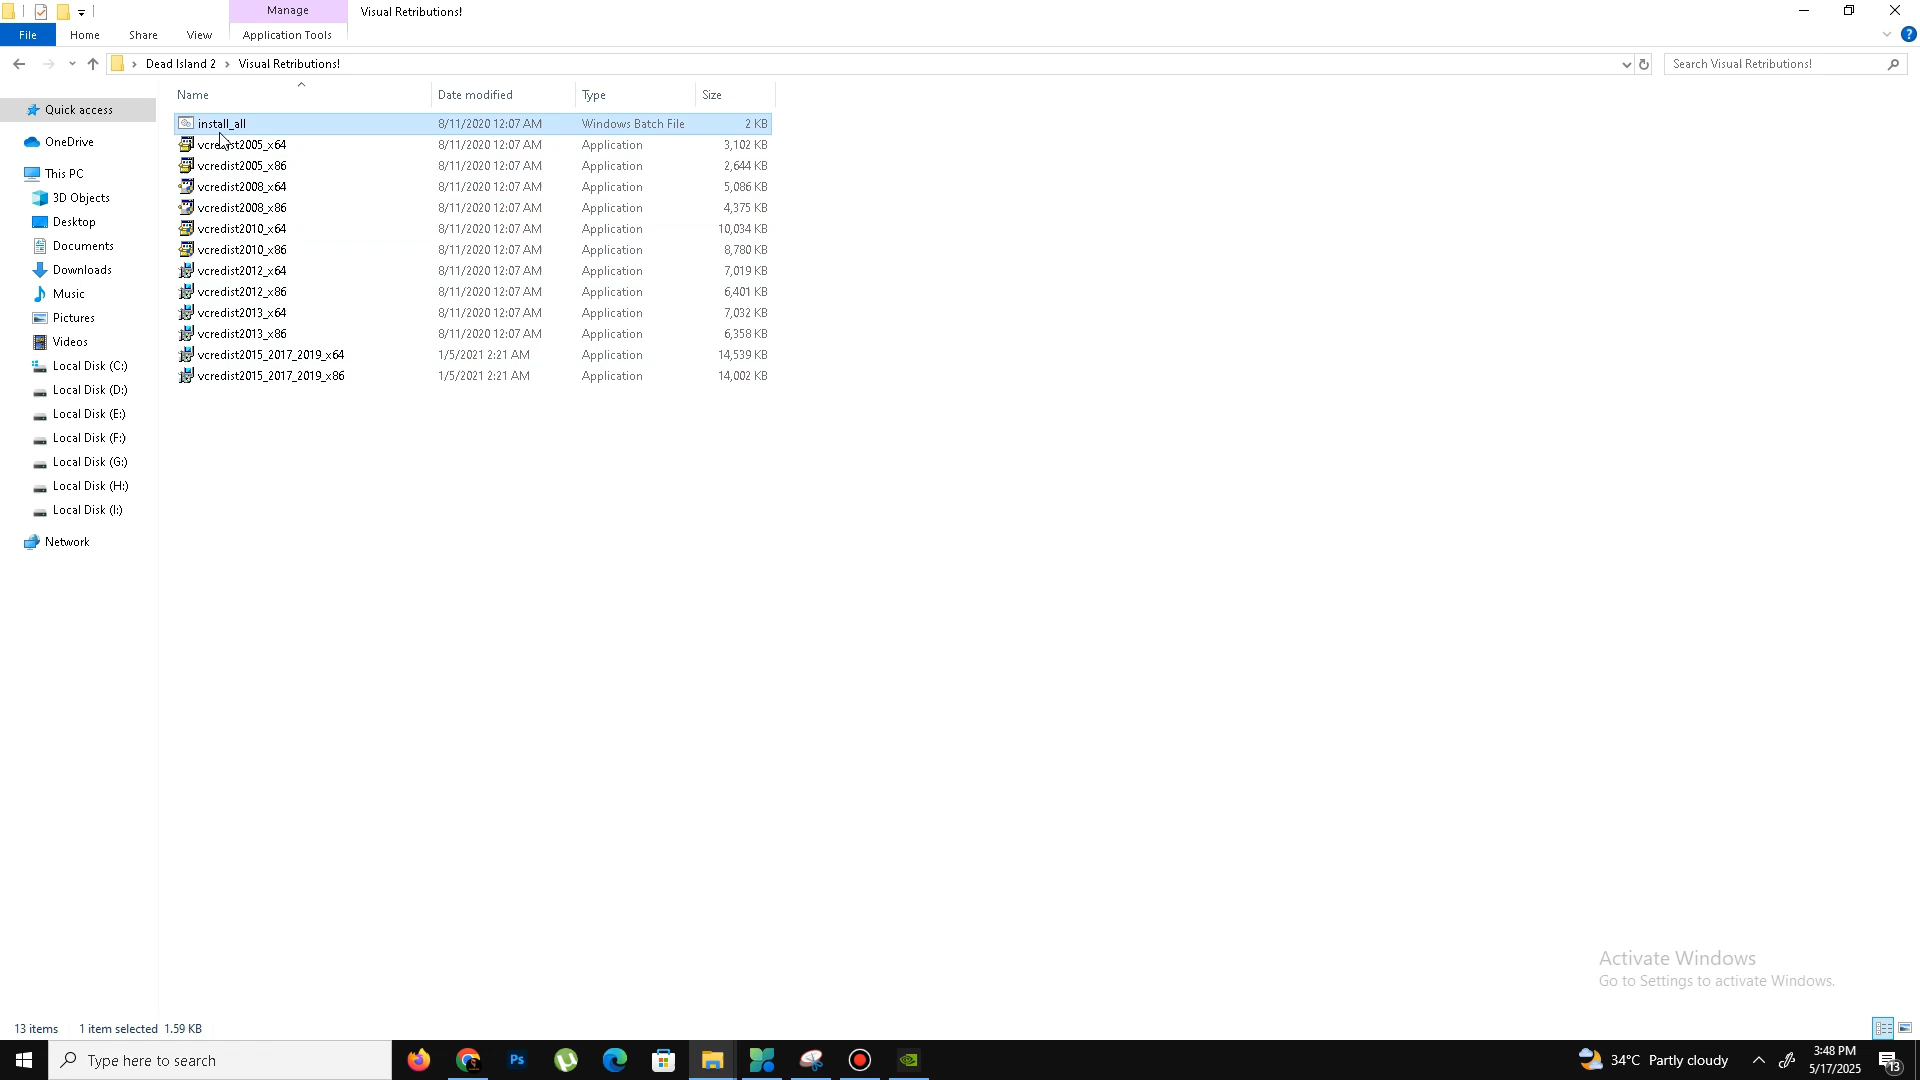 Manage
Visual Retributions!
File
Home
Share
View
Application Tools
Dead Island 2
Visual Retributions!
Search Visual Retributions!
Name
Date modified
Type
Size
install_all 8/11/2020 12:07 AM Windows Batch File 2 KB
vcredist2005_x64 8/11/2020 12:07 AM Application 3,102 KB
vcredist2005_x86 8/11/2020 12:07 AM Application 2,644 KB
vcredist2008_x64 8/11/2020 12:07 AM Application 5,086 KB
vcredist2008_x86 8/11/2020 12:07 AM Application 4,375 KB
vcredist2010_x64 8/11/2020 12:07 AM Application 10,034 KB
vcredist2010_x86 8/11/2020 12:07 AM Application 8,780 KB
vcredist2012_x64 8/11/2020 12:07 AM Application 7,019 KB
vcredist2012_x86 8/11/2020 12:07 AM Application 6,401 KB
vcredist2013_x64 8/11/2020 12:07 AM Application 7,032 KB
vcredist2013_x86 8/11/2020 12:07 AM Application 6,358 KB
vcredist2015_2017_2019_x64 1/5/2021 2:21 AM Application 14,539 KB
vcredist2015_2017_2019_x86 1/5/2021 2:21 AM Application 14,002 KB
Quick access
OneDrive
This PC
3D Objects
Desktop
Documents
Downloads
Music
Pictures
Videos
Local Disk (C:)
Local Disk (D:)
Local Disk (E:)
Local Disk (F:)
Local Disk (G:)
Local Disk (H:)
Local Disk (I:)
Network
Activate Windows
Go to Settings to activate Windows.
13 items
1 item selected 1.59 KB
Type here to search
Ps
34°C Partly cloudy
3:48 PM
5/17/2025
13